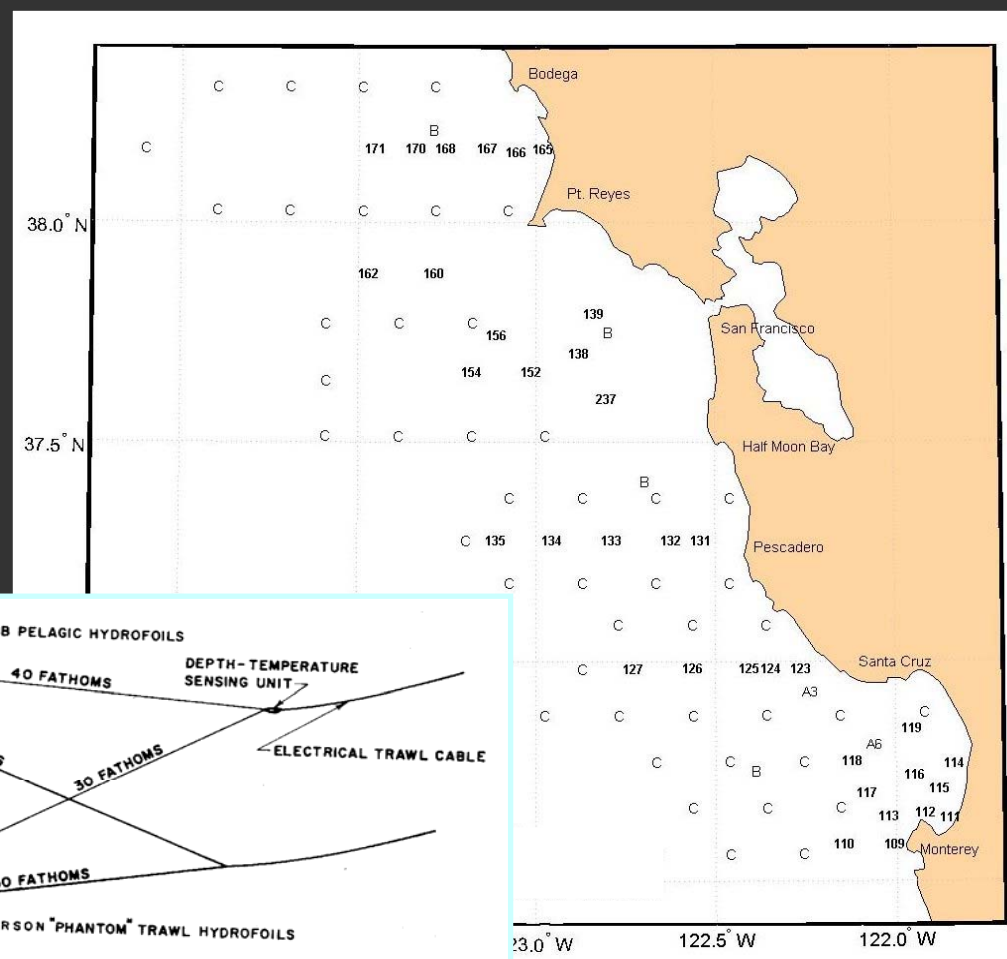 Bodega
C C C C
B
C 171 170 168 167 166 165
Pt. Reyes
C C C C C
38.0° N
162 160
139
C C C San Francisco
B
156
138
154 152
C
237
C C C C
37.5° N
Half Moon Bay
B
C C C C
C 135 134 133 132 131
Pescadero
C C C C
C C C
Santa Cruz
C 127 126 125 124 123
A3
C C C C C C
119
A6
C C C 118 114
B 116
117 115
C C C 113 112 111
110 109 Monterey
C C
23.0° W 122.5° W 122.0° W
B PELAGIC HYDROFOILS
40 FATHOMS
DEPTH-TEMPERATURE
SENSING UNIT
ELECTRICAL TRAWL CABLE
30 FATHOMS
0 FATHOMS
RSON "PHANTOM" TRAWL HYDROFOILS